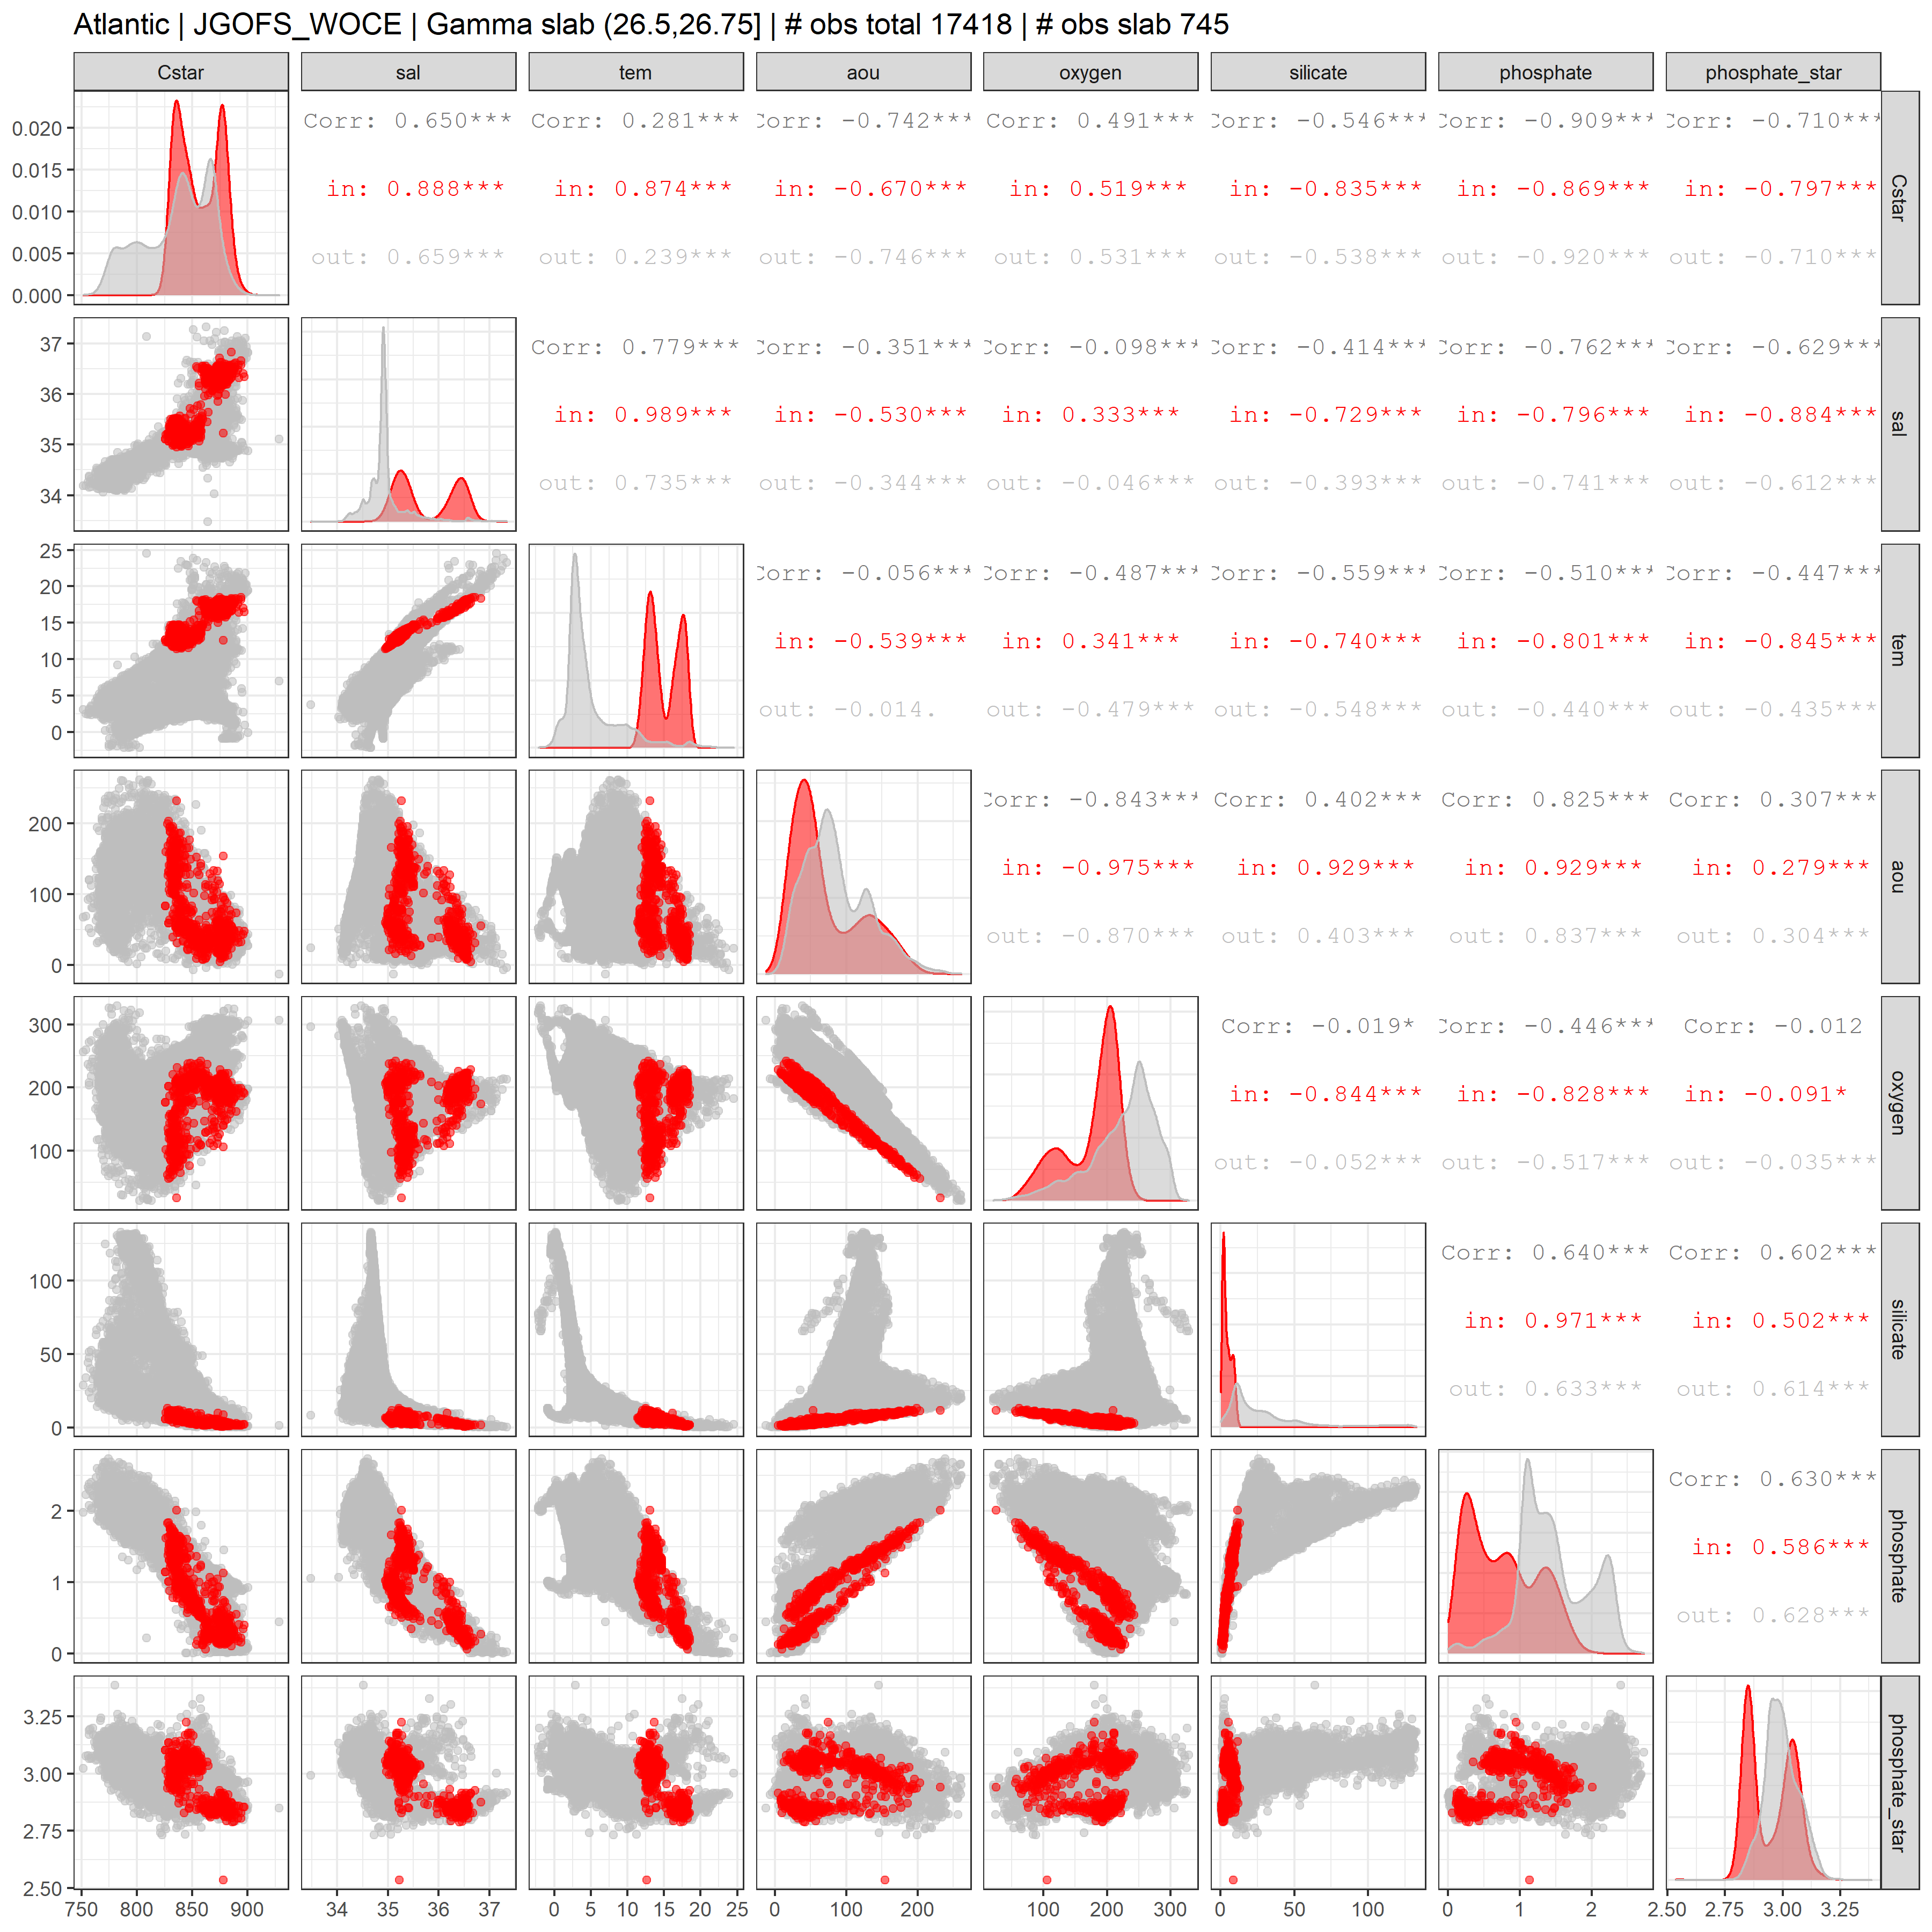 Atlantic | JGOFS_WOCE | Gamma slab (26.5,26.75] | # obs total 17418 | # obs slab 745
Cstar sal tem aou oxygen silicate phosphate phosphate_star
0.020 Corr: 0.650*** Corr: 0.281*** Corr: -0.742*** Corr: 0.491*** Corr: -0.546*** Corr: -0.909*** Corr: -0.710***
0.015
0.010 in: 0.888*** in: 0.874*** in: -0.670*** in: 0.519*** in: -0.835*** in: -0.869*** in: -0.797*** Cstar
0.005 out: 0.659*** out: 0.239*** out: -0.746*** out: 0.531*** out: -0.538*** out: -0.920*** out: -0.710***
0.000
37 Corr: 0.779*** Corr: -0.351*** Corr: -0.098*** Corr: -0.414*** Corr: -0.762*** Corr: -0.629***
36 in: 0.989*** in: -0.530*** in: 0.333*** in: -0.729*** in: -0.796*** in: -0.884*** sal
35
34 out: 0.735*** out: -0.344*** out: -0.046*** out: -0.393*** out: -0.741*** out: -0.612***
25
20 Corr: -0.056*** Corr: -0.487*** Corr: -0.559*** Corr: -0.510*** Corr: -0.447***
15
10 in: -0.539*** in: 0.341*** in: -0.740*** in: -0.801*** in: -0.845*** tem
5
0 out: -0.014. out: -0.479*** out: -0.548*** out: -0.440*** out: -0.435***
200 Corr: -0.843*** Corr: 0.402*** Corr: 0.825*** Corr: 0.307***
100 in: -0.975*** in: 0.929*** in: 0.929*** in: 0.279*** aou
0 out: -0.870*** out: 0.403*** out: 0.837*** out: 0.304***
300 Corr: -0.019* Corr: -0.446*** Corr: -0.012
200 in: -0.844*** in: -0.828*** in: -0.091* oxygen
100 out: -0.052*** out: -0.517*** out: -0.035***
100 Corr: 0.640*** Corr: 0.602***
50 in: 0.971*** in: 0.502*** silicate
0 out: 0.633*** out: 0.614***
2 Corr: 0.630***
1 in: 0.586*** phosphate
0 out: 0.628***
3.25
3.00 phosphate_star
2.75
2.50
750 800 850 900 34 35 36 37 0 5 10 15 20 25 0 100 200 100 200 300 0 50 100 0 1 2 2.50 2.75 3.00 3.25